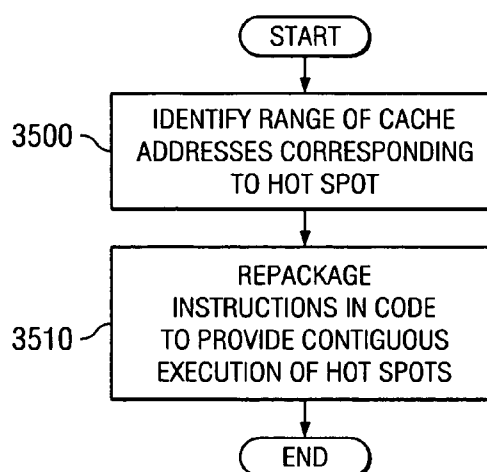 START
3500
IDENTIFY RANGE OF CACHE
ADDRESSES CORRESPONDING
TO HOT SPOT
3510
REPACKAGE
INSTRUCTIONS IN CODE
TO PROVIDE CONTIGUOUS
EXECUTION OF HOT SPOTS
END